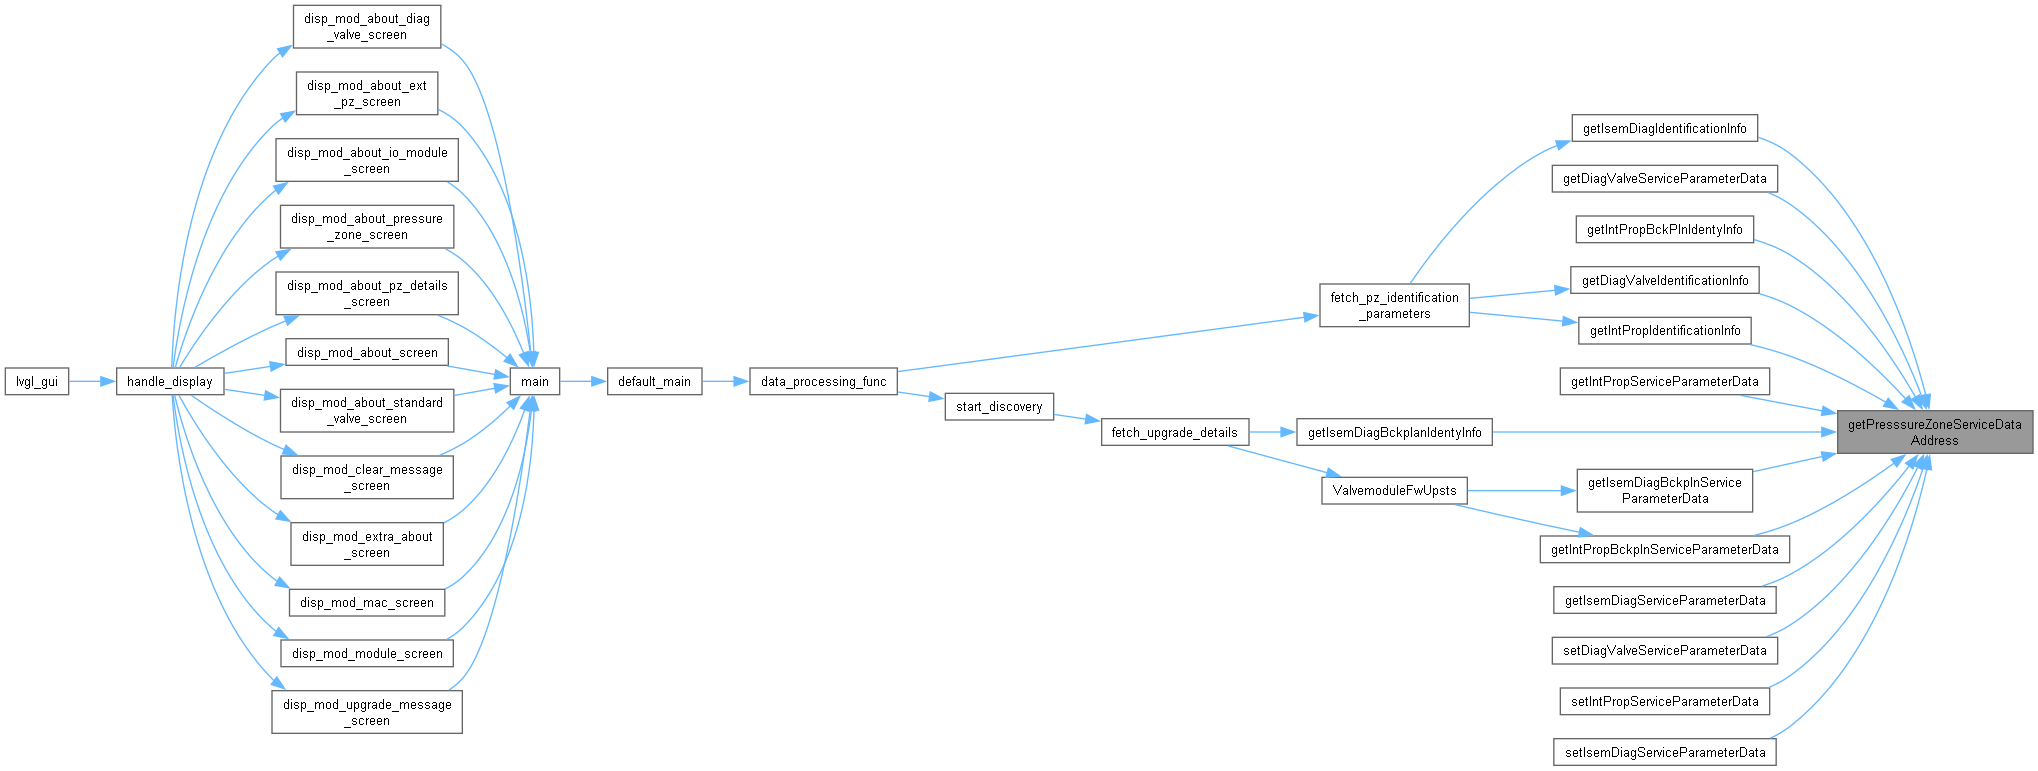 disp_mod_about_diag
_valve_screen
disp_mod_about_ext
_pz_screen
disp_mod_about_io_module
_screen
disp_mod_about_pressure
_zone_screen
disp_mod_about_pz_details
_screen
disp_mod_about_screen
lvgl_gui
handle_display
disp_mod_about_standard
_valve_screen
disp_mod_clear_message
_screen
disp_mod_extra_about
_screen
disp_mod_mac_screen
disp_mod_module_screen
disp_mod_upgrade_message
_screen
main
default_main
data_processing_func
start_discovery
fetch_upgrade_details
fetch_pz_identification
_parameters
getIsemDiagBckplanIdentyInfo
ValvemoduleFwUpsts
getIsemDiagIdentificationInfo
getDiagValveServiceParameterData
getIntPropBckPlnIdentyInfo
getDiagValveIdentificationInfo
getIntPropIdentificationInfo
getIntPropServiceParameterData
getIsemDiagBckplnService
ParameterData
getIntPropBckplnServiceParameterData
getIsemDiagServiceParameterData
setDiagValveServiceParameterData
setIntPropServiceParameterData
setIsemDiagServiceParameterData
getPresssureZoneServiceData
Address